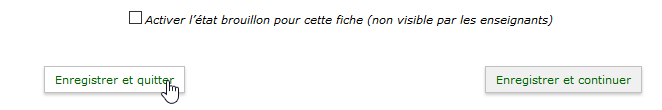 Activer l’état brouillon pour cette fiche (non visible par les enseignants)
Enregistrer et quitter
Enregistrer et continuer